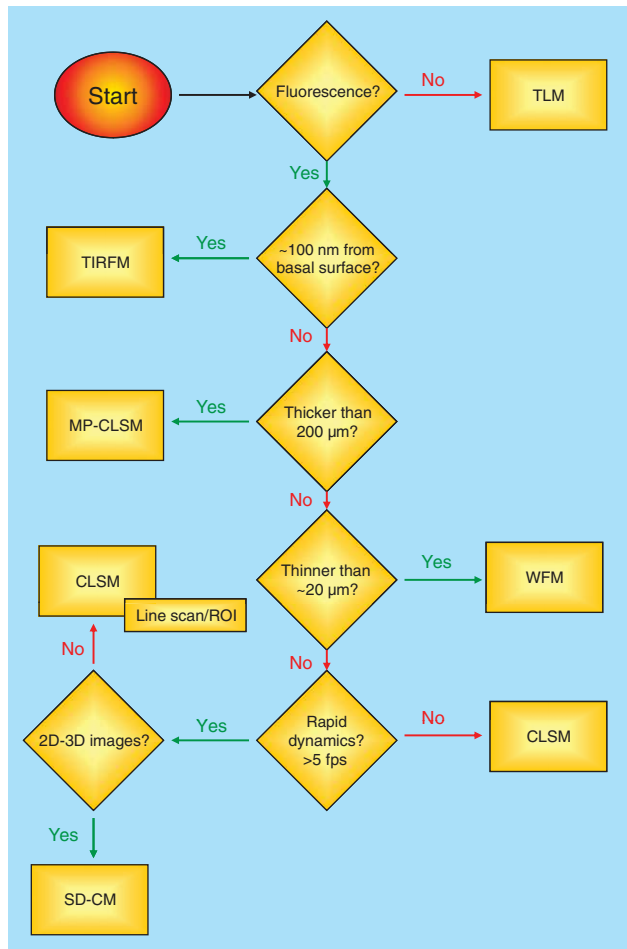 Start
Fluorescence?
No
TLM
Yes
~100 nm from
basal surface?
Yes
TIRFM
No
Thicker than
200 µm?
Yes
MP-CLSM
No
Thinner than
~20 µm?
Yes
WFM
No
Rapid
dynamics?
>5 fps
No
CLSM
Yes
2D-3D images?
No
CLSM
Line scan/ROI
Yes
SD-CM